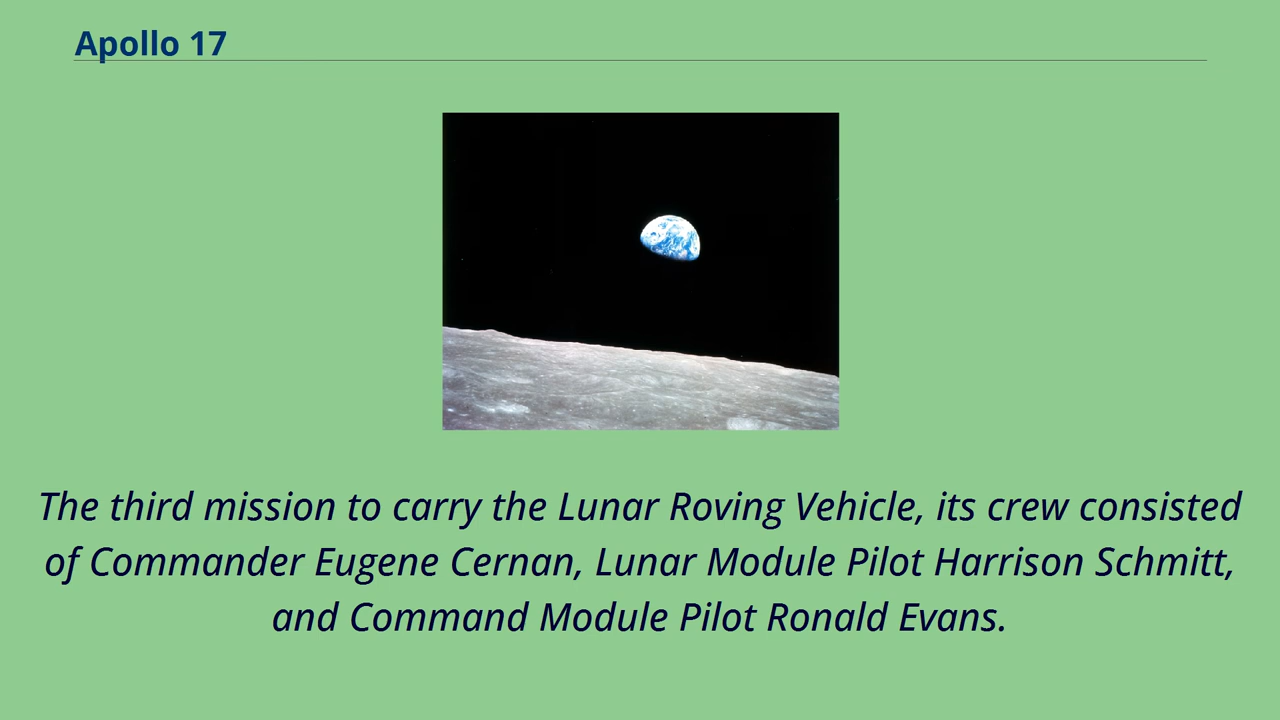 Apollo 17
The third mission to carry the Lunar Roving Vehicle, its crew consisted
of Commander Eugene Cernan, Lunar Module Pilot Harrison Schmitt,
and Command Module Pilot Ronald Evans.